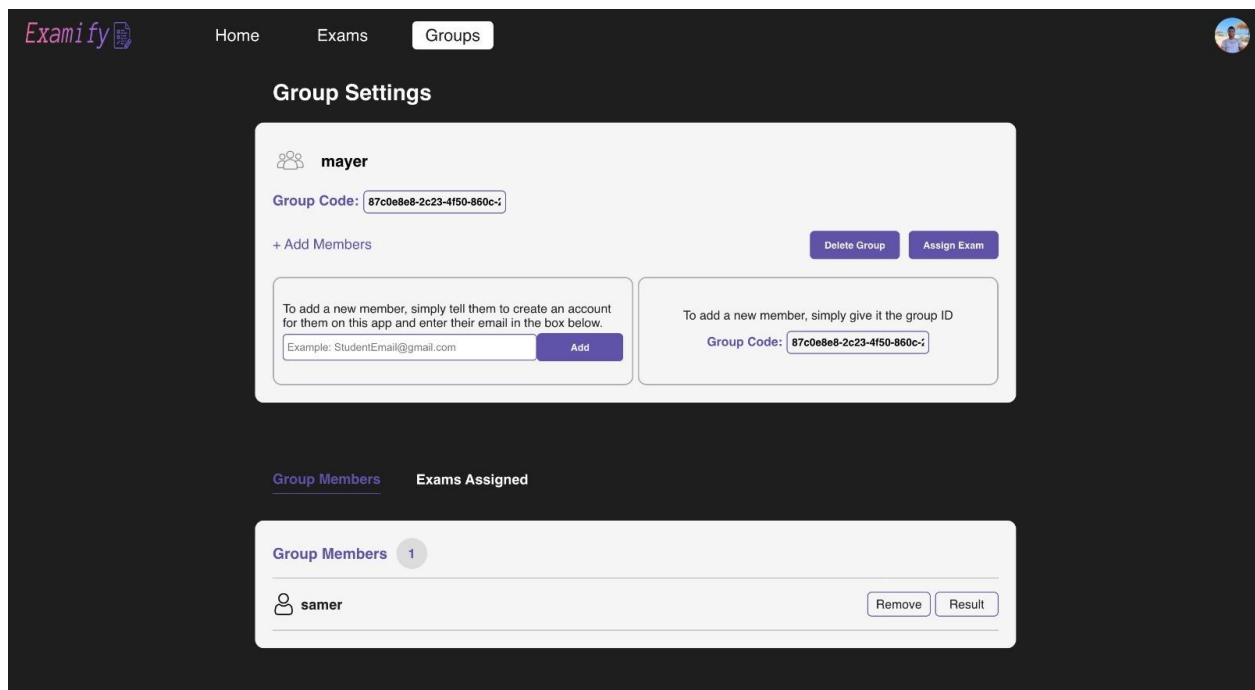 Examify
Home Exams Groups
Group Settings
mayer
Group Code: 87c0e8e8-2c23-4f50-860c-2
+ Add Members
Delete Group Assign Exam
To add a new member, simply tell them to create an account
for them on this app and enter their email in the box below.
Example: StudentEmail@gmail.com Add
To add a new member, simply give it the group ID
Group Code: 87c0e8e8-2c23-4f50-860c-2
Group Members Exams Assigned
Group Members 1
samer Remove Result